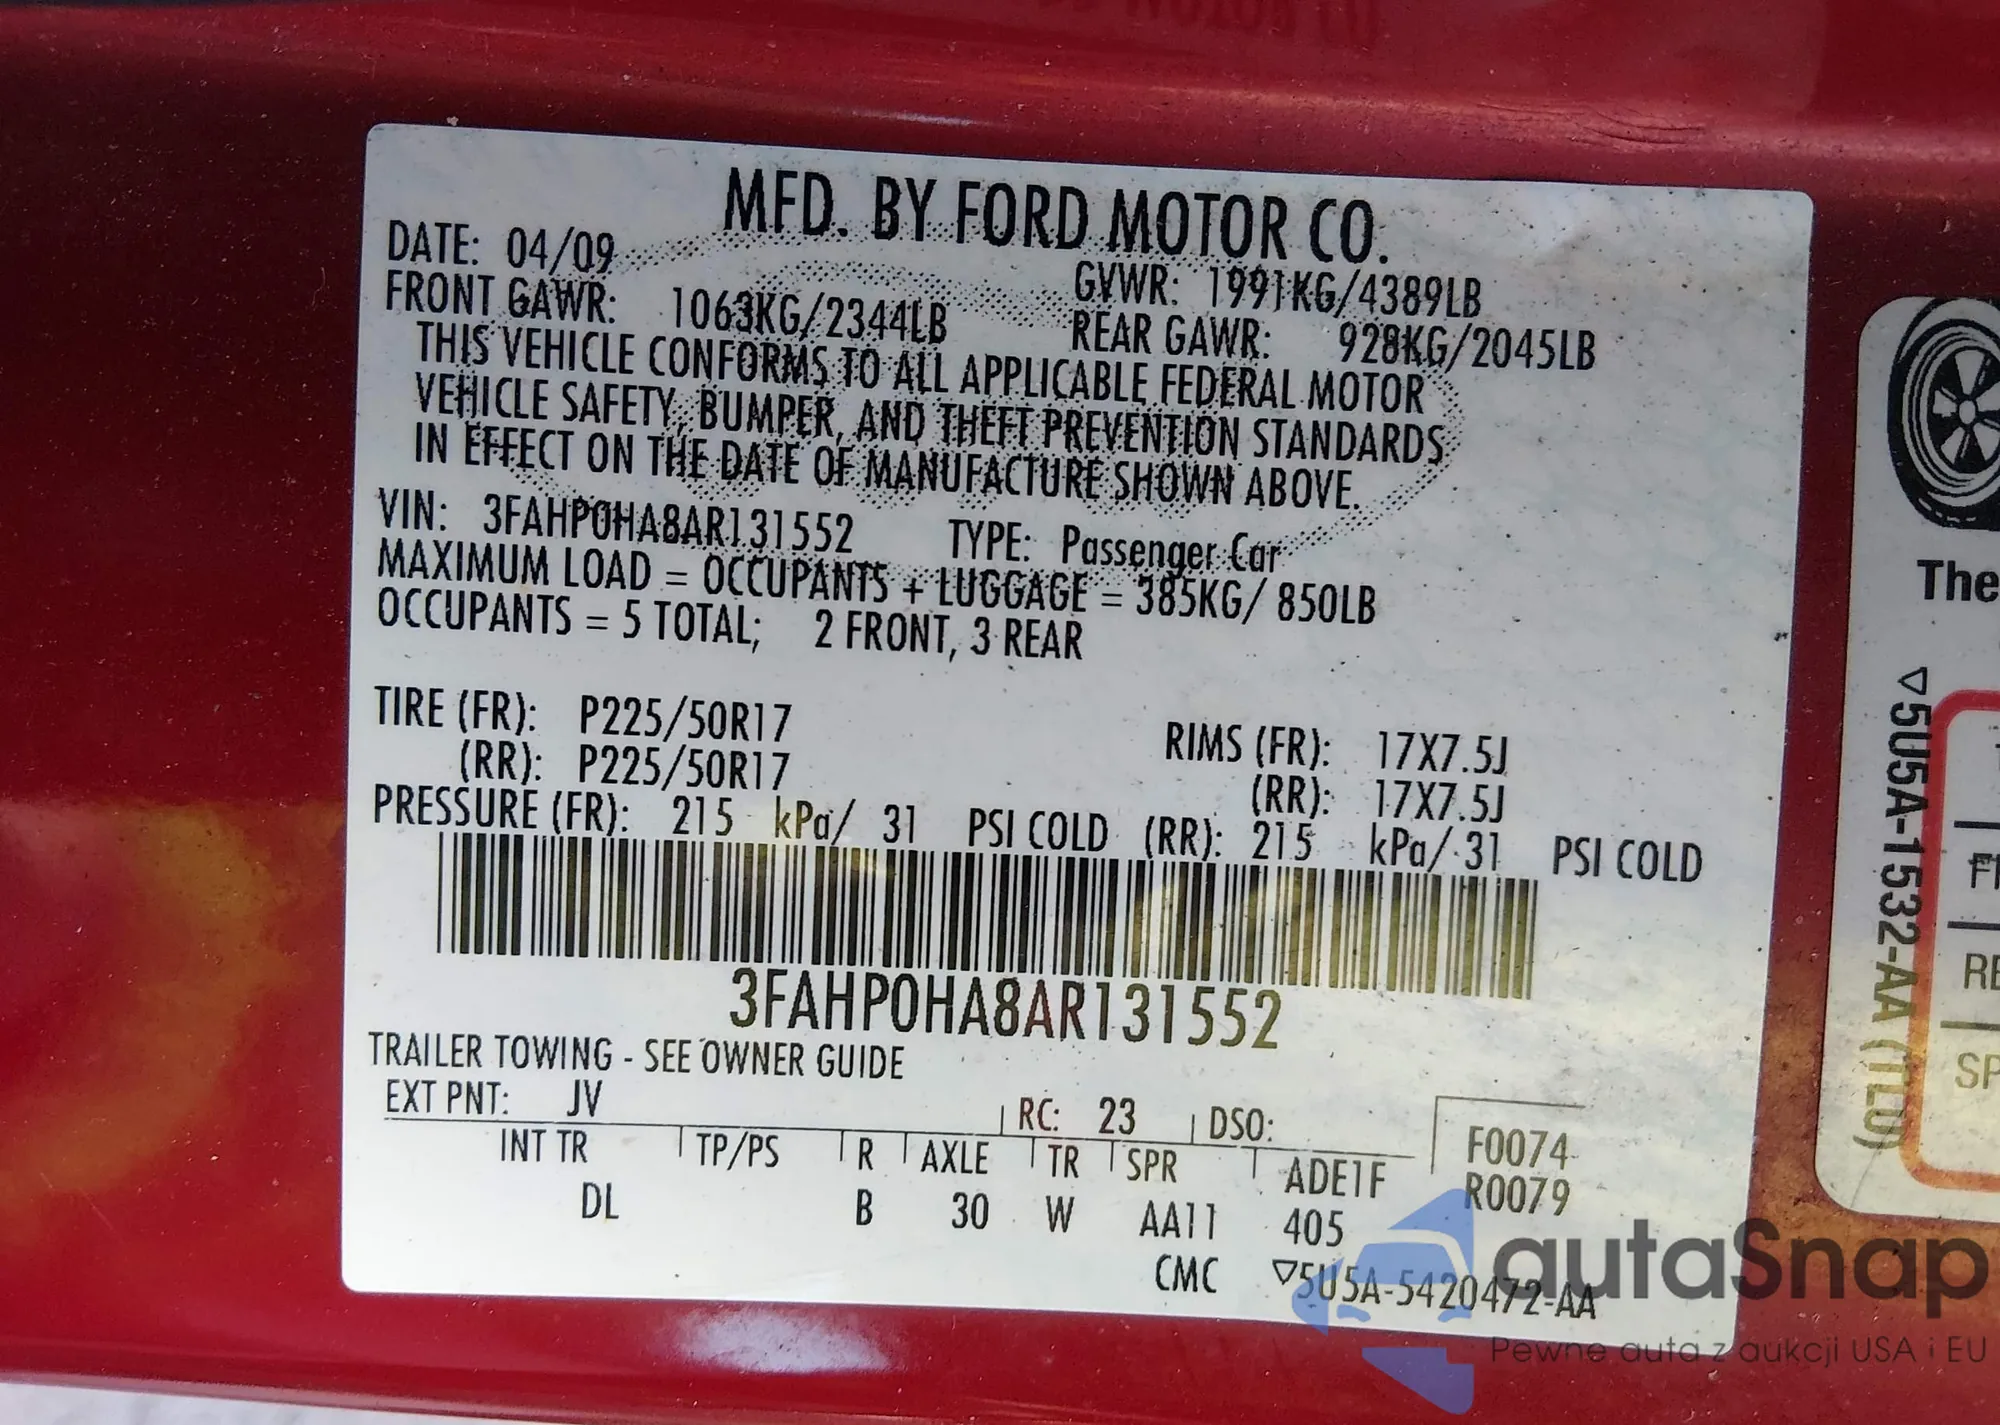 MFD. BY FORD MOTOR CO.
DATE: 04/09 GVWR: 1991KG/4389LB
FRONT GAWR: 1063KG/2344LB REAR GAWR: 928KG/2045LB
THIS VEHICLE CONFORMS TO ALL APPLICABLE FEDERAL MOTOR
VEHICLE SAFETY, BUMPER, AND THEFT PREVENTION STANDARDS
IN EFFECT ON THE DATE OF MANUFACTURE SHOWN ABOVE.
VIN: 3FAHP0HA8AR131552 TYPE: Passenger Car
MAXIMUM LOAD = OCCUPANTS + LUGGAGE = 385KG/ 850LB
OCCUPANTS = 5 TOTAL; 2 FRONT, 3 REAR
TIRE (FR): P225/50R17 RIMS (FR): 17X7.5J
(RR): P225/50R17 (RR): 17X7.5J
PRESSURE (FR): 215 kPa/ 31 PSI COLD (RR): 215 kPa/ 31 PSI COLD
3FAHP0HA8AR131552
TRAILER TOWING - SEE OWNER GUIDE
EXT PNT: JV RC: 23 DSO:
INT TR TP/PS R AXLE TR SPR ADE1F F0074
DL B 30 W AA11 405 R0079
CMC ▽5U5A-5420472-AA
The
▽5U5A-1532-AA (TL0)
autaSnap
Pewne auta z aukcji USA i EU